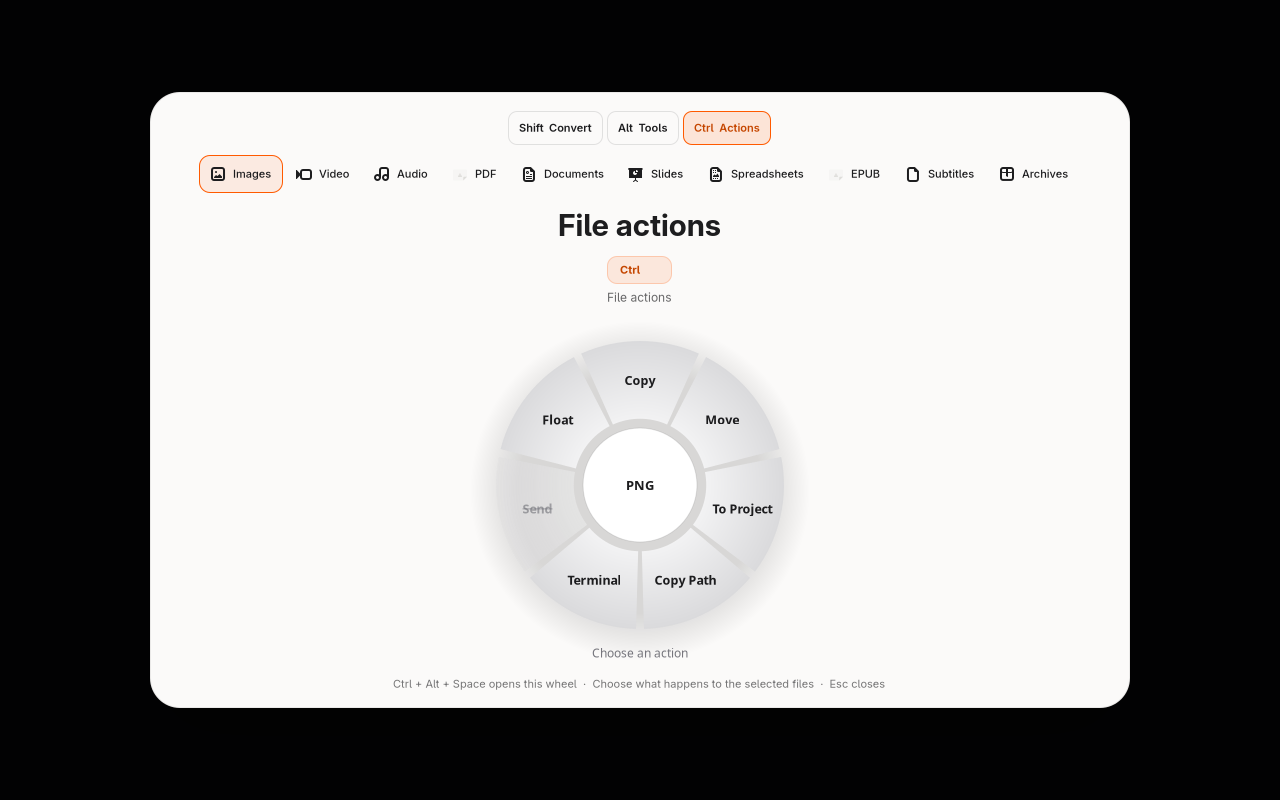 Shift Convert Alt Tools Ctrl Actions
Images Video Audio PDF Documents Slides Spreadsheets EPUB Subtitles Archives
File actions
Ctrl
File actions
Copy
Float Move
PNG
Send To Project
Terminal Copy Path
Choose an action
Ctrl + Alt + Space opens this wheel · Choose what happens to the selected files · Esc closes